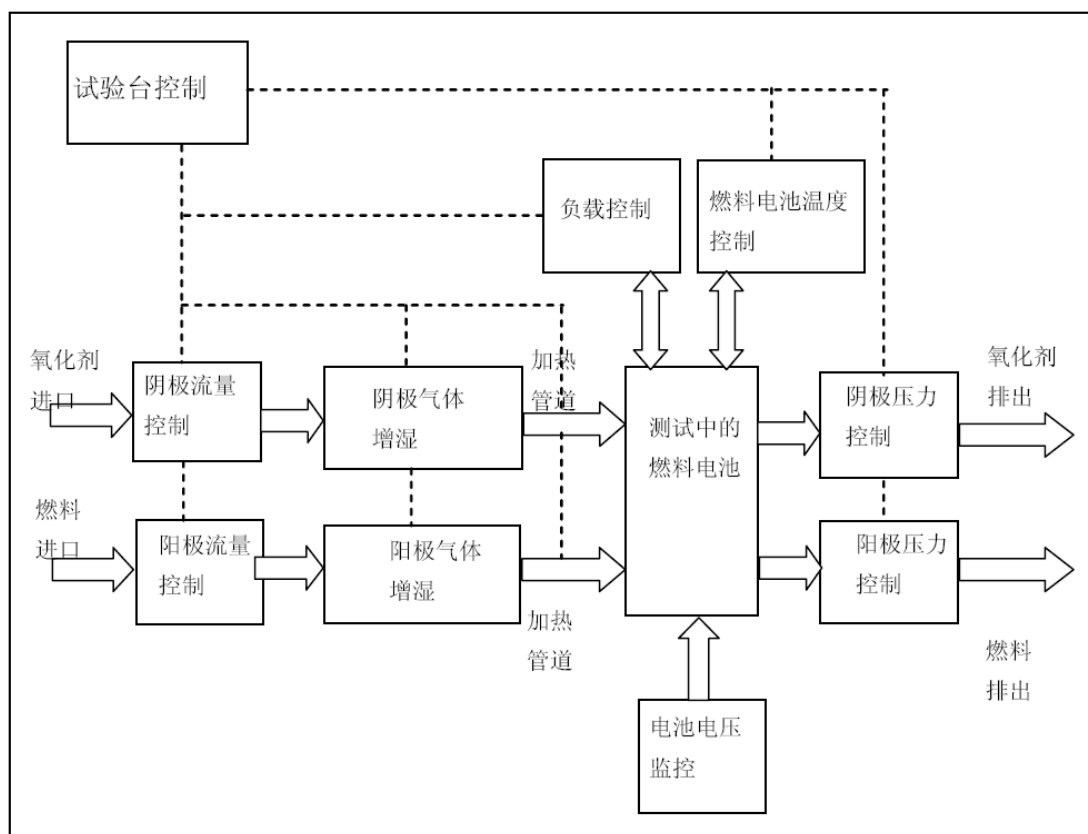 试验台控制
负载控制
燃料电池温度
控制
氧化剂
进口
阴极流量
控制
阴极气体
增湿
加热
管道
测试中的
燃料电池
阴极压力
控制
氧化剂
排出
燃料
进口
阳极流量
控制
阳极气体
增湿
加热
管道
阳极压力
控制
燃料
排出
电池电压
监控